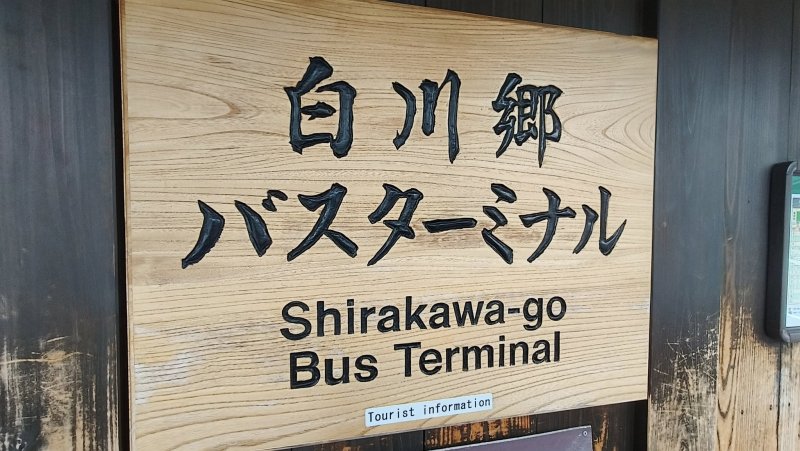 白川郷
バスターミナル
Shirakawa-go
Bus Terminal
Tourist information